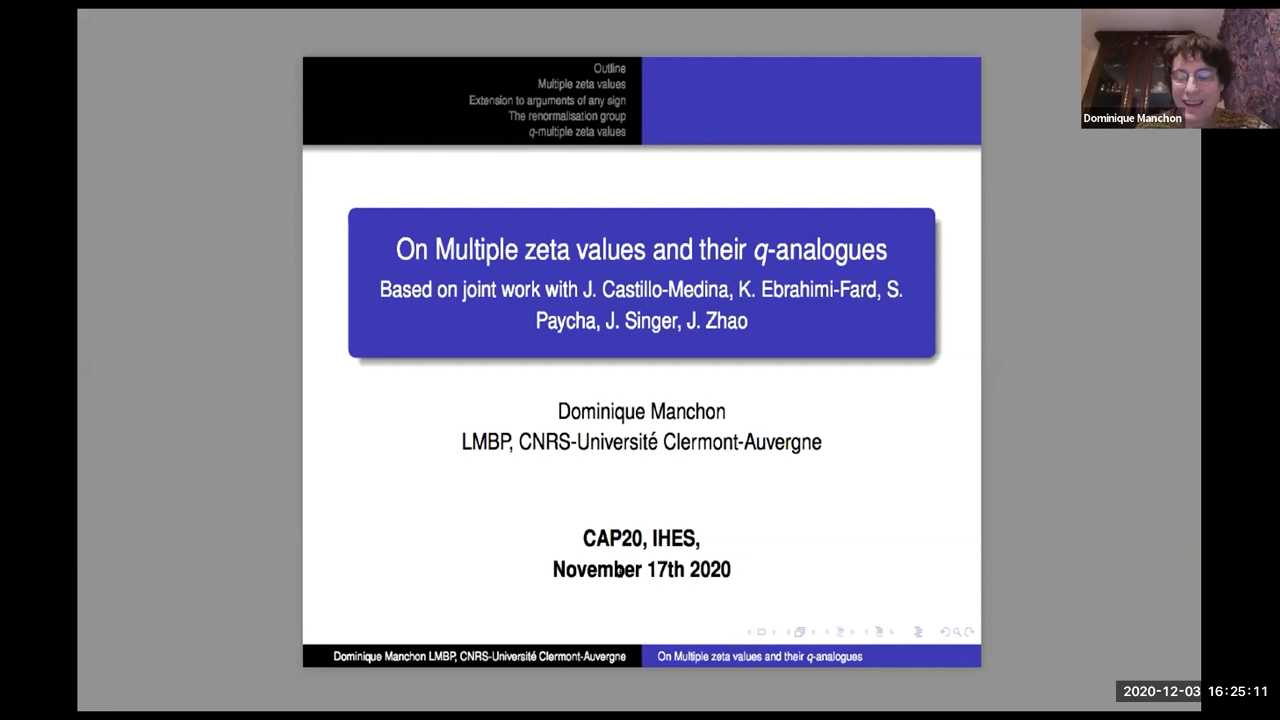 Outline
Multiple zeta values
Extension to arguments of any sign
The renormalisation group
q-multiple zeta values
Dominique Manchon
On Multiple zeta values and their q-analogues
Based on joint work with J. Castillo-Medina, K. Ebrahimi-Fard, S.
Paycha, J. Singer, J. Zhao
Dominique Manchon
LMBP, CNRS-Université Clermont-Auvergne
CAP20, IHES,
November 17th 2020
Dominique Manchon LMBP, CNRS-Université Clermont-Auvergne
On Multiple zeta values and their q-analogues
2020-12-03 16:25:11